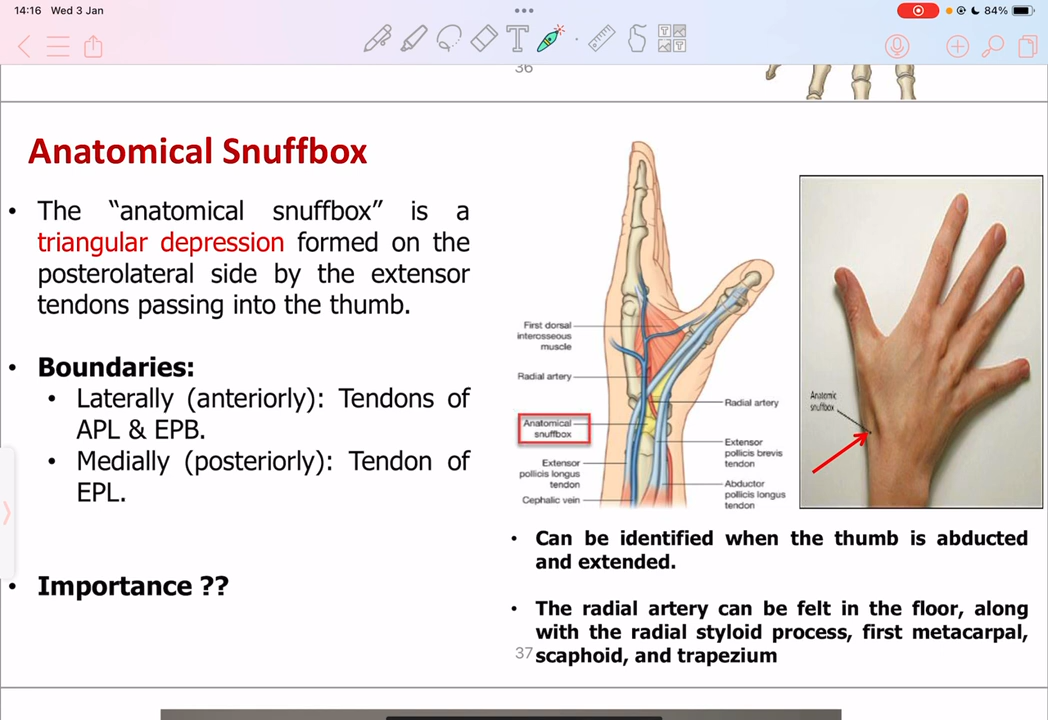 14:16 Wed 3 Jan
84%
36
Anatomical Snuffbox
• The “anatomical snuffbox” is a
triangular depression formed on the
posterolateral side by the extensor
tendons passing into the thumb.
• Boundaries:
• Laterally (anteriorly): Tendons of
APL & EPB.
• Medially (posteriorly): Tendon of
EPL.
• Importance ??
First dorsal
interosseous
muscle
Radial artery
Anatomical
snuffbox
Extensor
pollicis longus
tendon
Cephalic vein
Radial artery
Extensor
pollicis brevis
tendon
Abductor
pollicis longus
tendon
Anatomic
snuffbox
• Can be identified when the thumb is abducted
and extended.
• The radial artery can be felt in the floor, along
with the radial styloid process, first metacarpal,
scaphoid, and trapezium
37